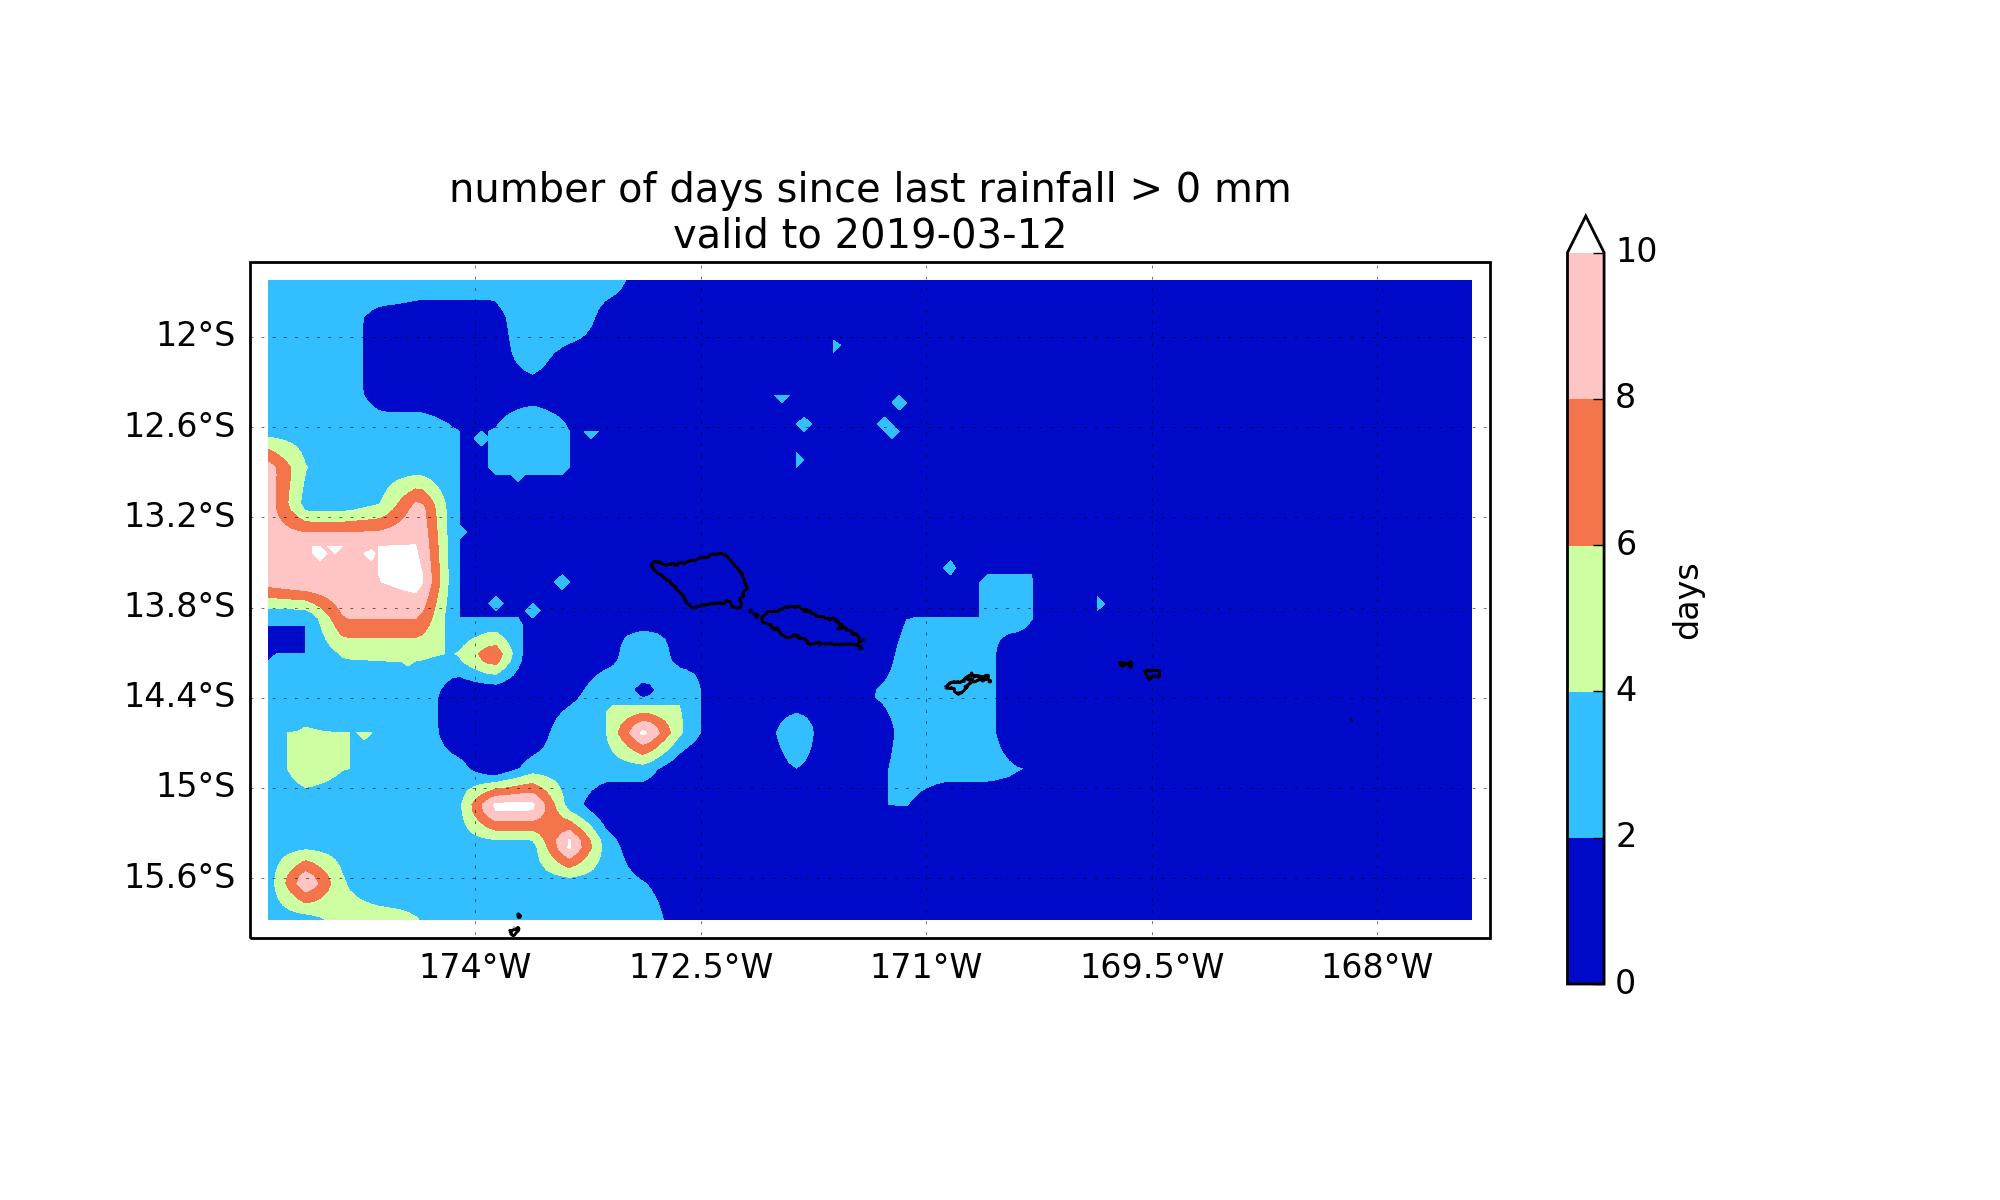 number of days since last rainfall > 0 mm
valid to 2019-03-12
12°S
12.6°S
13.2°S
13.8°S
14.4°S
15°S
15.6°S
174°W
172.5°W
171°W
169.5°W
168°W
10
8
6
4
2
0
days